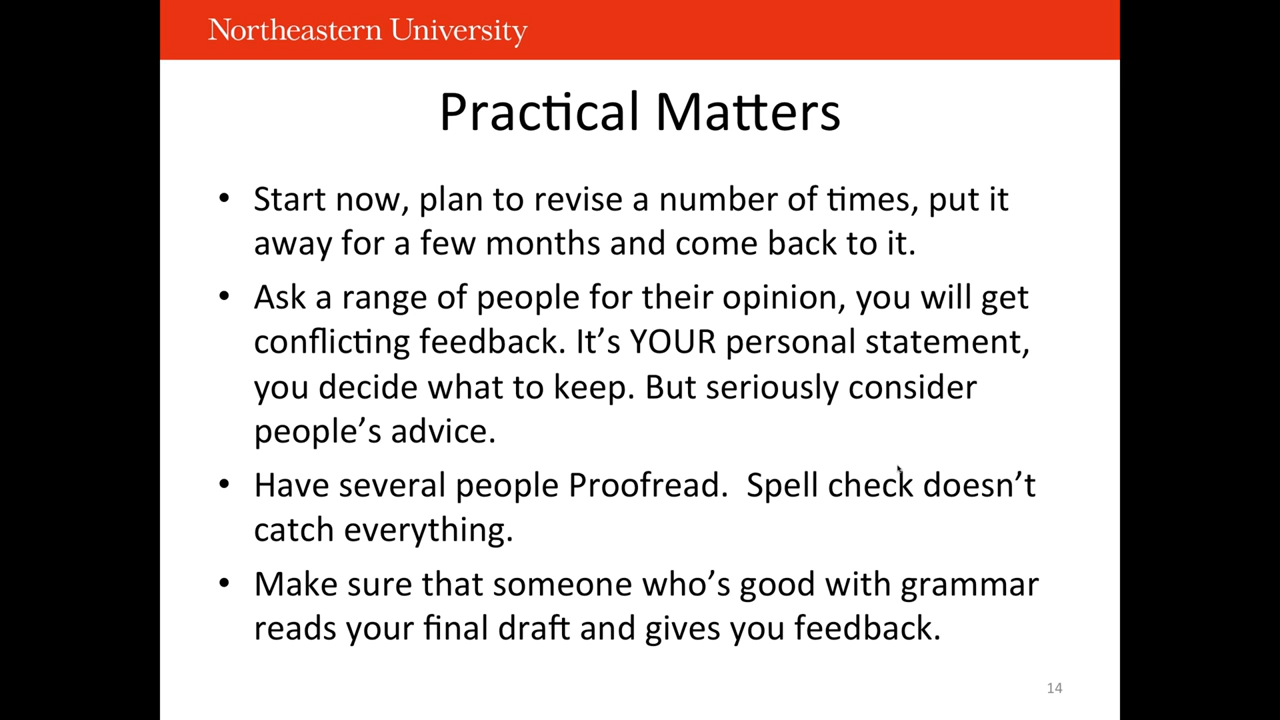 Northeastern University
Practical Matters
• Start now, plan to revise a number of times, put it
away for a few months and come back to it.
• Ask a range of people for their opinion, you will get
conflicting feedback. It’s YOUR personal statement,
you decide what to keep. But seriously consider
people’s advice.
• Have several people Proofread.  Spell check doesn’t
catch everything.
• Make sure that someone who’s good with grammar
reads your final draft and gives you feedback.
14